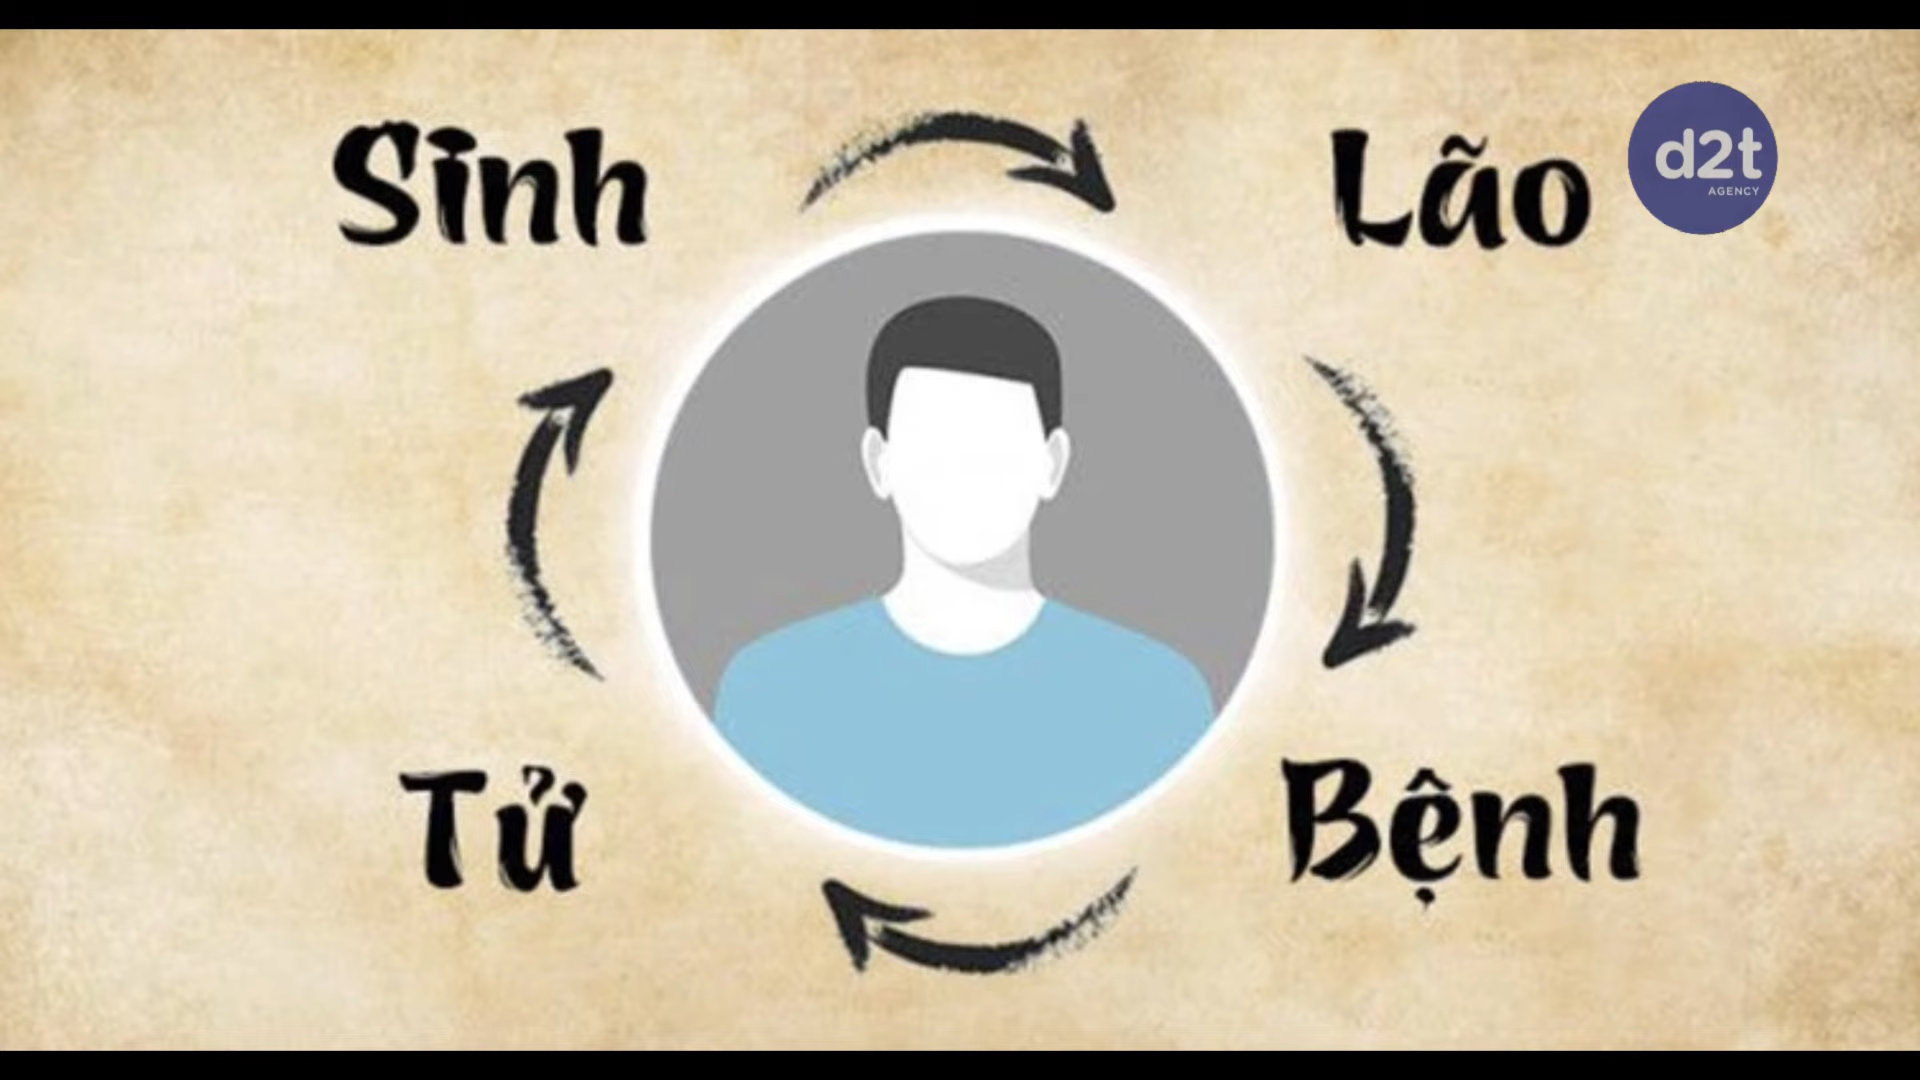 Sinh
Lão
d2t
AGENCY
Tử
Bệnh